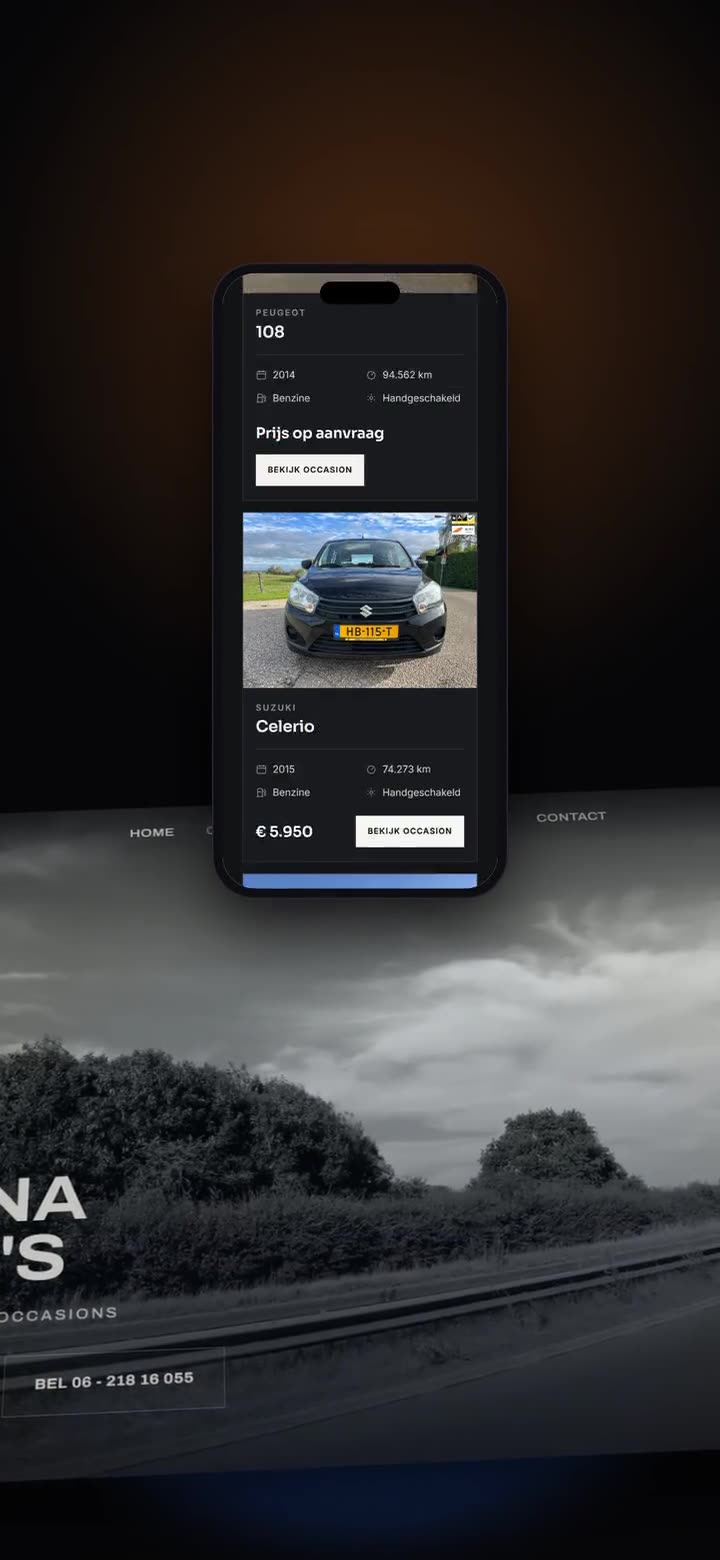 PEUGEOT
108
2014
94.562 km
Benzine
Handgeschakeld
Prijs op aanvraag
BEKIJK OCCASION
HB-115-T
SUZUKI
Celerio
2015
74.273 km
Benzine
Handgeschakeld
€ 5.950
BEKIJK OCCASION
HOME
CONTACT
NA
'S
OCCASIONS
BEL 06 - 218 16 055